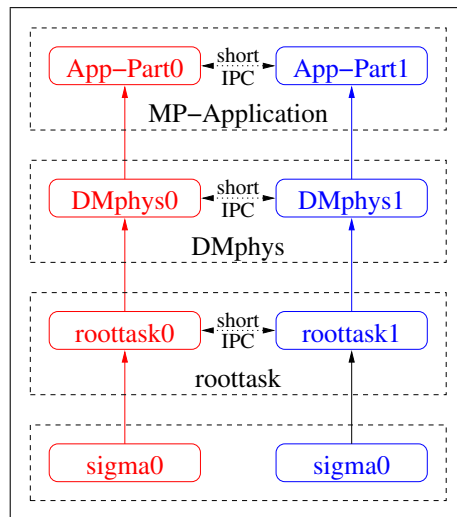 App-Part0 short IPC App-Part1
MP-Application
DMphys0 short IPC DMphys1
DMphys
roottask0 short IPC roottask1
roottask
sigma0 sigma0